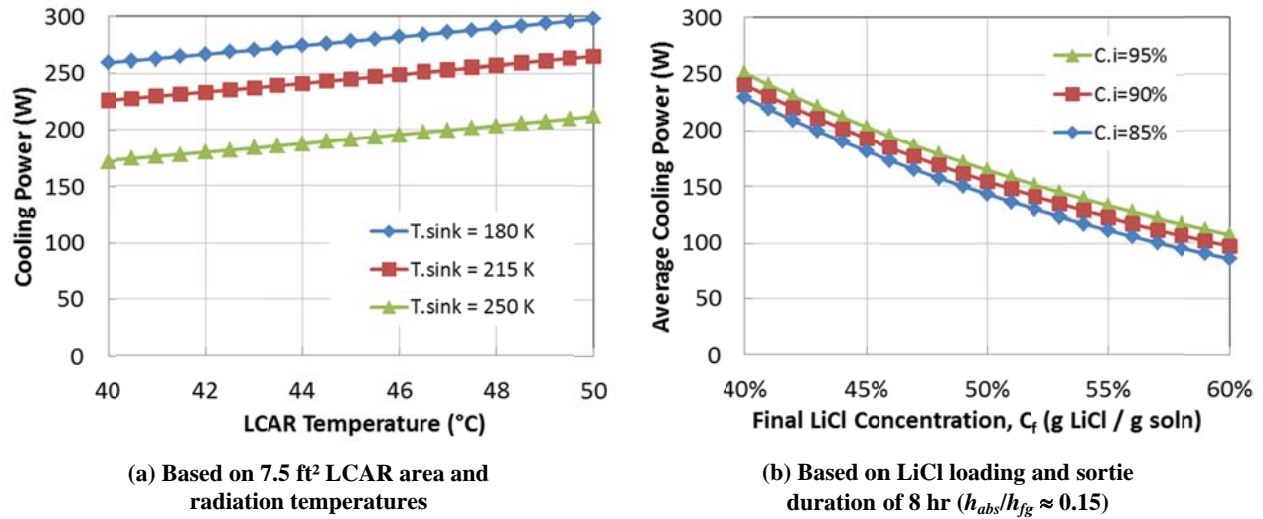 300
250
200
150
100
50
0
Cooling Power (W)
T.sink = 180 K
T.sink = 215 K
T.sink = 250 K
40 42 44 46 48 50
LCAR Temperature (°C)
(a) Based on 7.5 ft² LCAR area and
radiation temperatures
300
250
200
150
100
50
0
Average Cooling Power (W)
C.i=95%
C.i=90%
C.i=85%
40% 45% 50% 55% 60%
Final LiCl Concentration, C_f (g LiCl / g soln)
(b) Based on LiCl loading and sortie
duration of 8 hr (h_abs/h_fg ≈ 0.15)